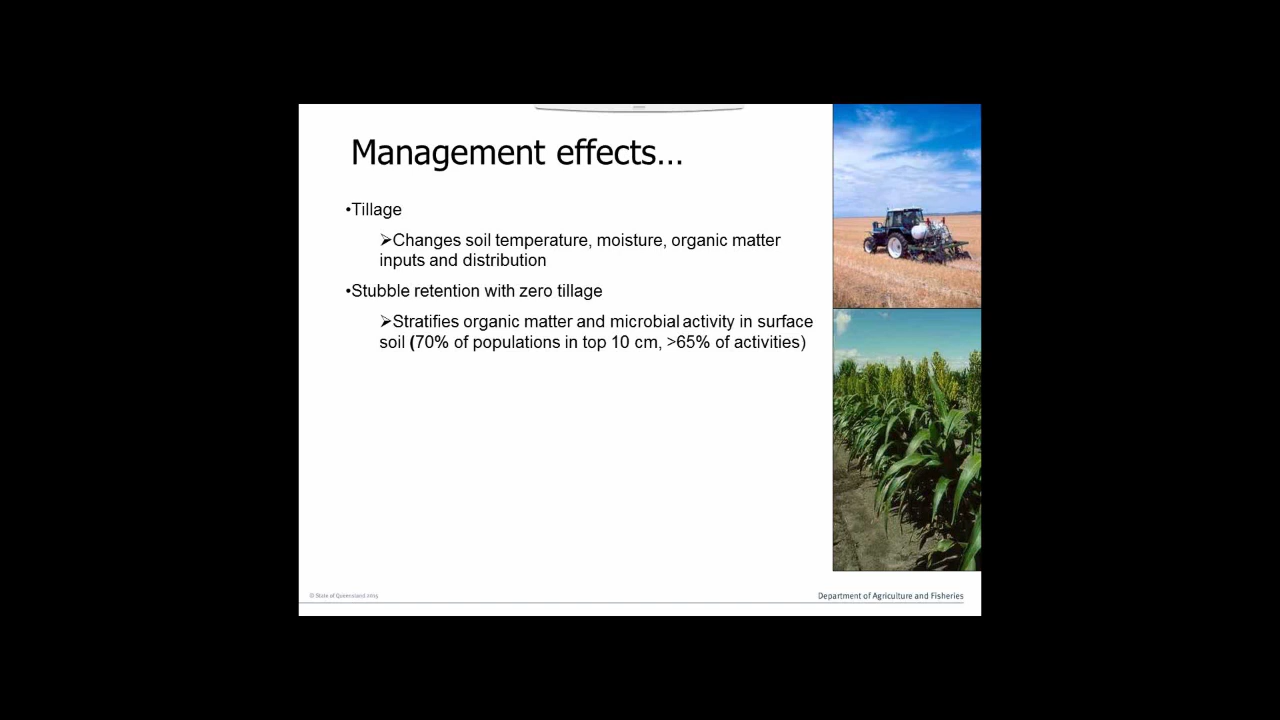 Management effects...
•Tillage
➢Changes soil temperature, moisture, organic matter
inputs and distribution
•Stubble retention with zero tillage
➢Stratifies organic matter and microbial activity in surface
soil (70% of populations in top 10 cm, >65% of activities)
© State of Queensland 2015
Department of Agriculture and Fisheries